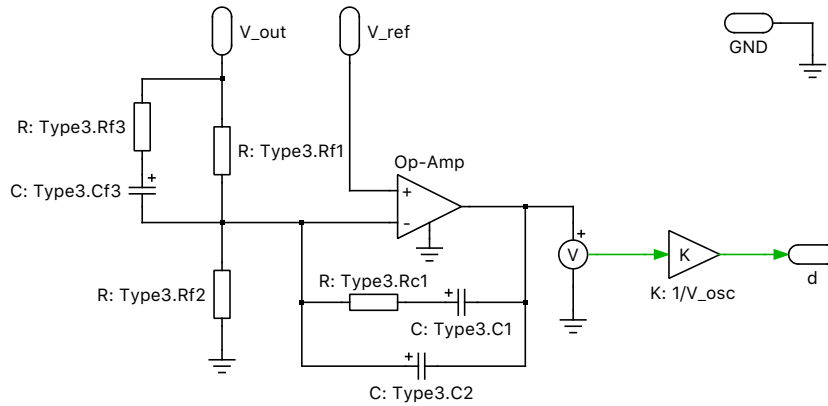 V_out
V_ref
GND
R: Type3.Rf3
R: Type3.Rf1
Op-Amp
+
C: Type3.Cf3
+
-
+
V
K
R: Type3.Rf2
R: Type3.Rc1
K: 1/V_osc
d
+
C: Type3.C1
+
C: Type3.C2